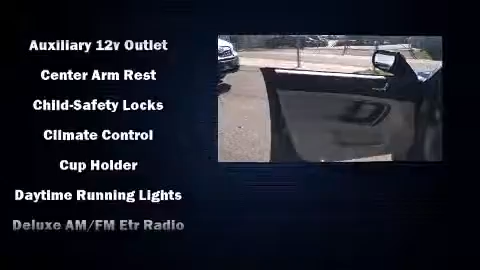 Auxiliary 12v Outlet
Center Arm Rest
Child-Safety Locks
Climate Control
Cup Holder
Daytime Running Lights
Deluxe AM/FM Etr Radio